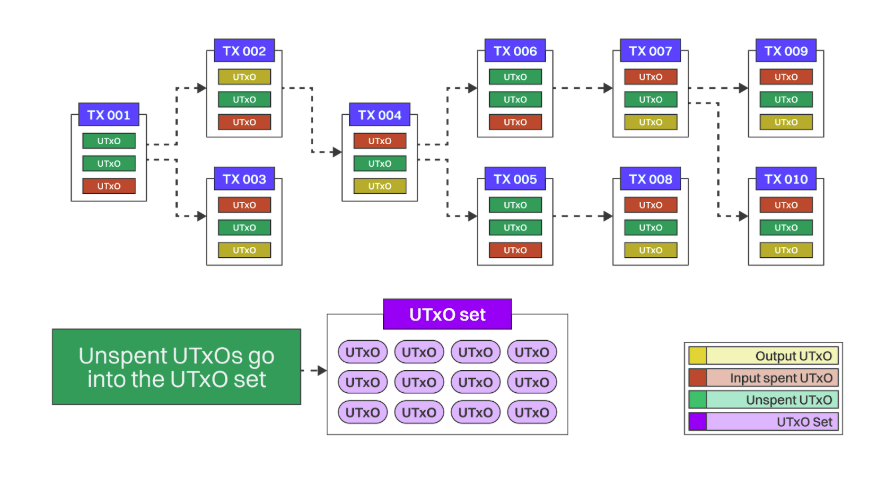 TX 001
UTxO
UTxO
UTxO
TX 002
UTxO
UTxO
UTxO
TX 003
UTxO
UTxO
UTxO
TX 004
UTxO
UTxO
UTxO
TX 006
UTxO
UTxO
UTxO
TX 005
UTxO
UTxO
UTxO
TX 007
UTxO
UTxO
UTxO
TX 008
UTxO
UTxO
UTxO
TX 009
UTxO
UTxO
UTxO
TX 010
UTxO
UTxO
UTxO
Unspent UTxOs go
into the UTxO set
UTxO set
UTxO UTxO UTxO UTxO
UTxO UTxO UTxO UTxO
UTxO UTxO UTxO UTxO
Output UTxO
Input spent UTxO
Unspent UTxO
UTxO Set